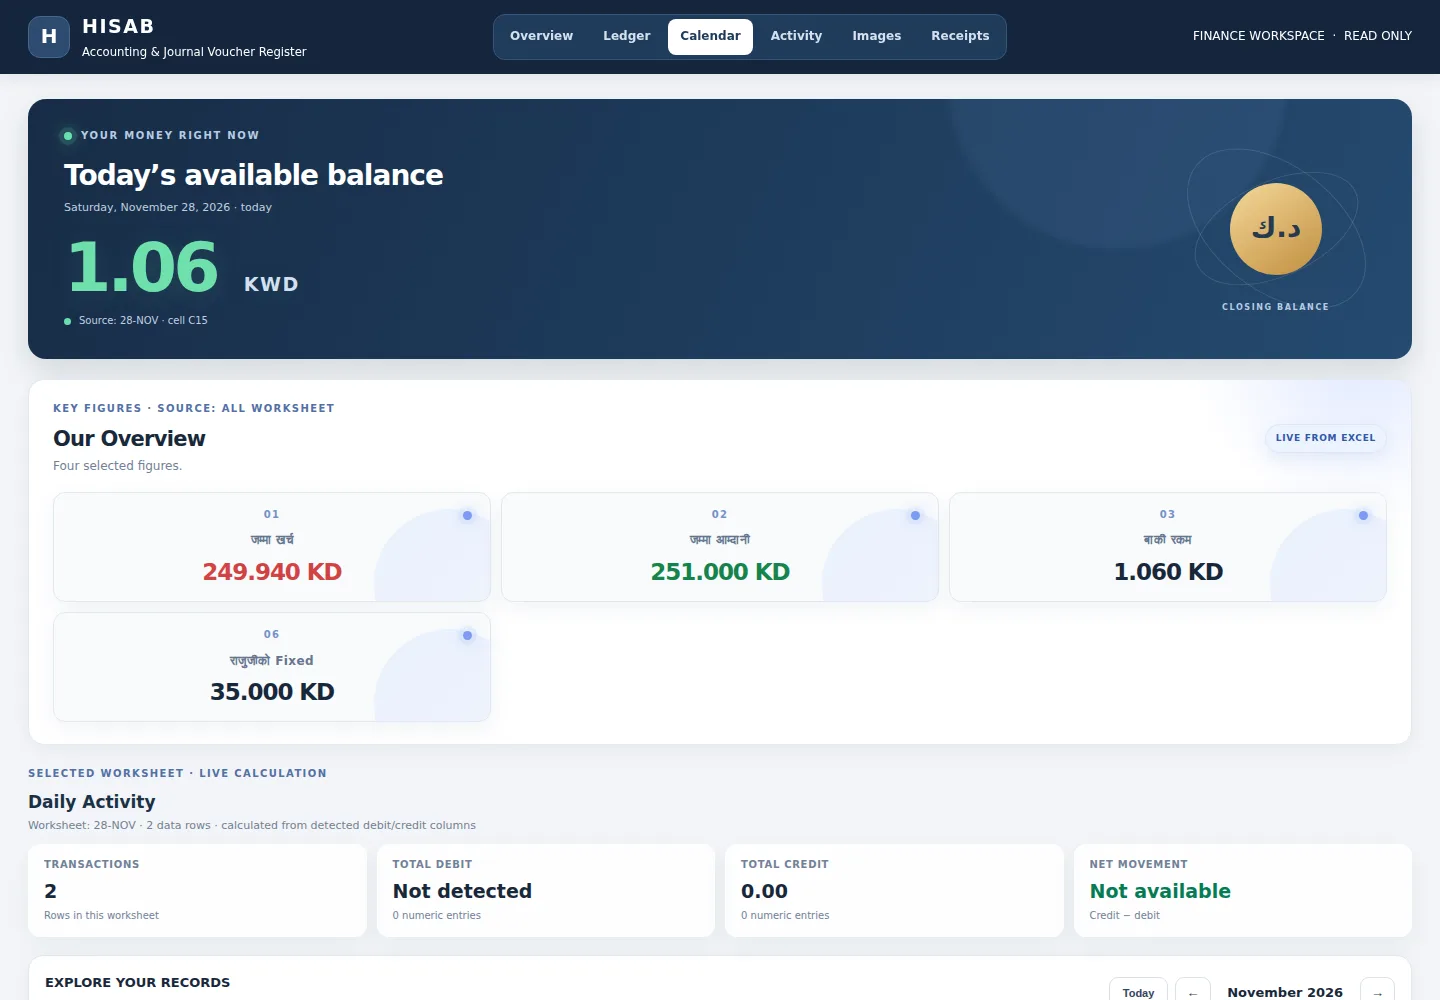 H
HISAB
Accounting & Journal Voucher Register
Overview
Ledger
Calendar
Activity
Images
Receipts
FINANCE WORKSPACE · READ ONLY
YOUR MONEY RIGHT NOW
Today’s available balance
Saturday, November 28, 2026 · today
1.06 KWD
Source: 28-NOV · cell C15
د.ك
CLOSING BALANCE
KEY FIGURES · SOURCE: ALL WORKSHEET
Our Overview
Four selected figures.
LIVE FROM EXCEL
01
जम्मा खर्च
249.940 KD
02
जम्मा आम्दानी
251.000 KD
03
बाकी रकम
1.060 KD
06
राजुजीको Fixed
35.000 KD
SELECTED WORKSHEET · LIVE CALCULATION
Daily Activity
Worksheet: 28-NOV · 2 data rows · calculated from detected debit/credit columns
TRANSACTIONS
2
Rows in this worksheet
TOTAL DEBIT
Not detected
0 numeric entries
TOTAL CREDIT
0.00
0 numeric entries
NET MOVEMENT
Not available
Credit − debit
EXPLORE YOUR RECORDS
Today
←
November 2026
→